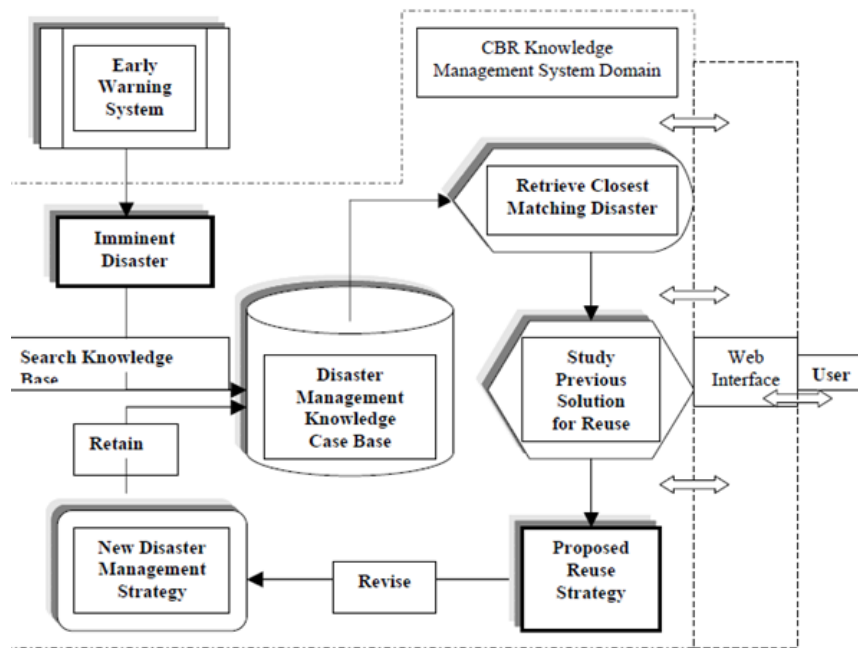 Early
Warning
System
CBR Knowledge
Management System Domain
Retrieve Closest
Matching Disaster
Imminent
Disaster
Search Knowledge
Base
Disaster
Management
Knowledge
Case Base
Study
Previous
Solution
for Reuse
Web
Interface
User
Retain
New Disaster
Management
Strategy
Revise
Proposed
Reuse
Strategy